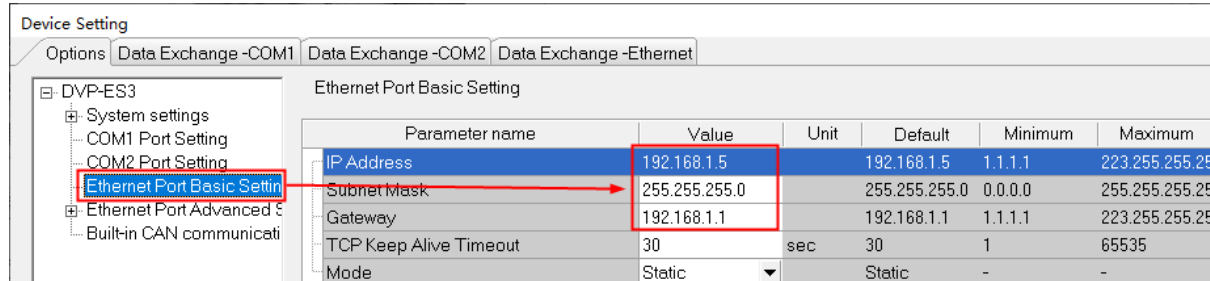 Device Setting
Options Data Exchange -COM1 Data Exchange -COM2 Data Exchange -Ethernet
DVP-ES3
System settings
COM1 Port Setting
COM2 Port Setting
Ethernet Port Basic Settin
Ethernet Port Advanced S
Built-in CAN communicati
Ethernet Port Basic Setting
Parameter name Value Unit Default Minimum Maximum
IP Address 192.168.1.5 192.168.1.5 1.1.1.1 223.255.255.25
Subnet Mask 255.255.255.0 255.255.255.0 0.0.0.0 255.255.255.25
Gateway 192.168.1.1 192.168.1.1 1.1.1.1 223.255.255.25
TCP Keep Alive Timeout 30 sec 30 1 65535
Mode Static Static - -